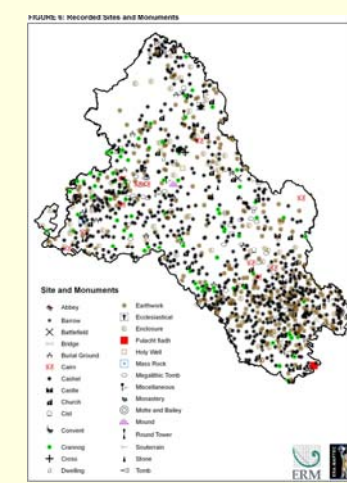 FIGURE 6: Recorded Sites and Monuments
Site and Monuments
Abbey
Barrow
Battlefield
Bridge
Burial Ground
Cairn
Cashel
Castle
Church
Cist
Convent
Crannog
Cross
Dwelling
Earthwork
Ecclesiastical
Enclosure
Fulacht fiadh
Holy Well
Mass Rock
Megalithic Tomb
Miscellaneous
Monastery
Motte and Bailey
Mound
Round Tower
Souterrain
Stone
Tomb
ERM